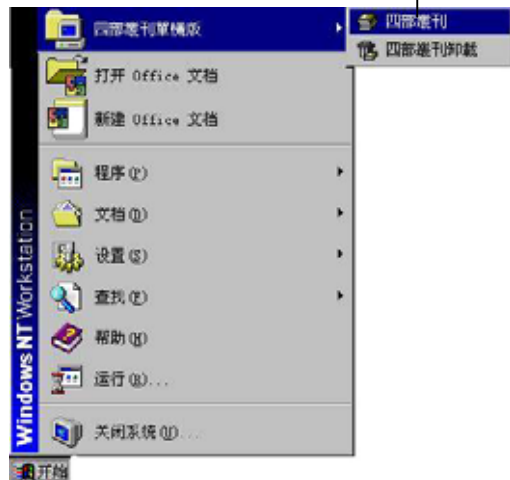 四部叢刊單機版
四部叢刊
四部叢刊卸載
打开 Office 文档
新建 Office 文档
程序(P)
文档(D)
设置(S)
查找(F)
帮助(H)
运行(R)...
关闭系统(U)...
Windows NT Workstation
开始